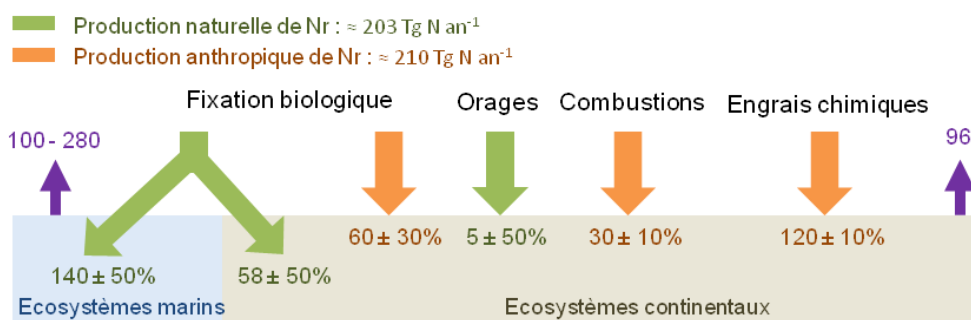 Production naturelle de Nr : ≈ 203 Tg N an⁻¹
Production anthropique de Nr : ≈ 210 Tg N an⁻¹
Fixation biologique Orages Combustions Engrais chimiques
100 - 280 96
60 ± 30% 5 ± 50% 30 ± 10% 120 ± 10%
140 ± 50% 58 ± 50%
Ecosystèmes marins Ecosystèmes continentaux